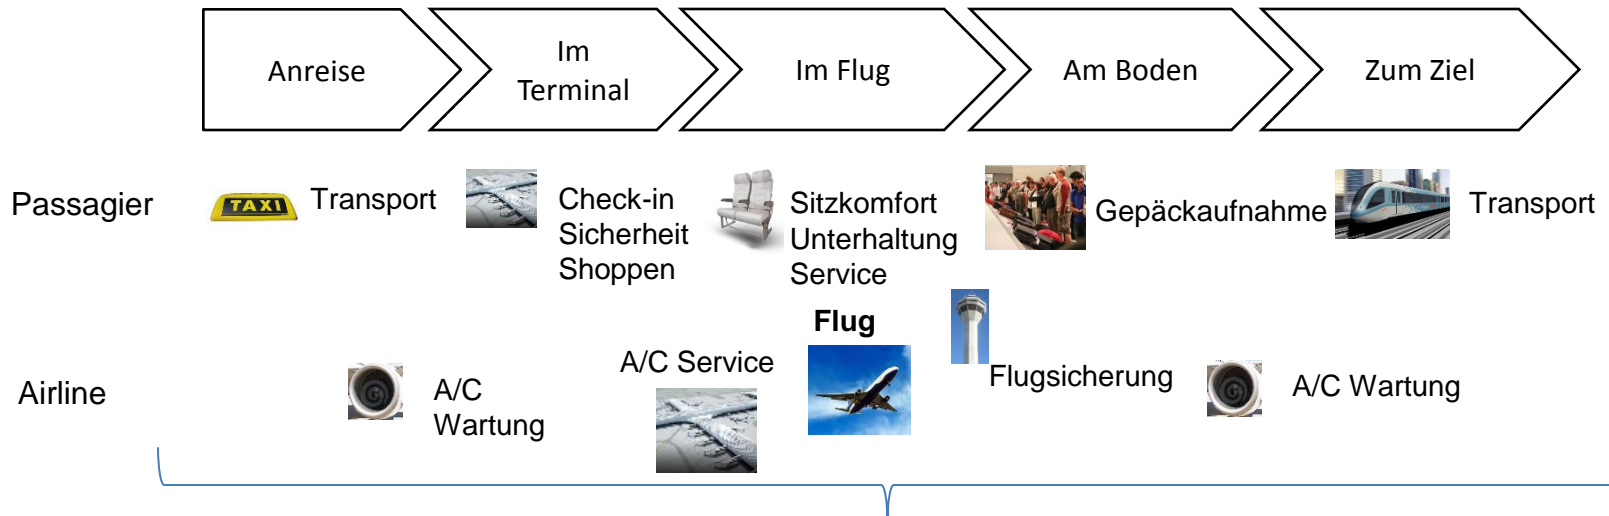 Anreise
Im
Terminal
Im Flug
Am Boden
Zum Ziel
Passagier
TAXI
Transport
Check-in
Sicherheit
Shoppen
Sitzkomfort
Unterhaltung
Service
Gepäckaufnahme
Transport
Airline
A/C
Wartung
A/C Service
Flug
Flugsicherung
A/C Wartung